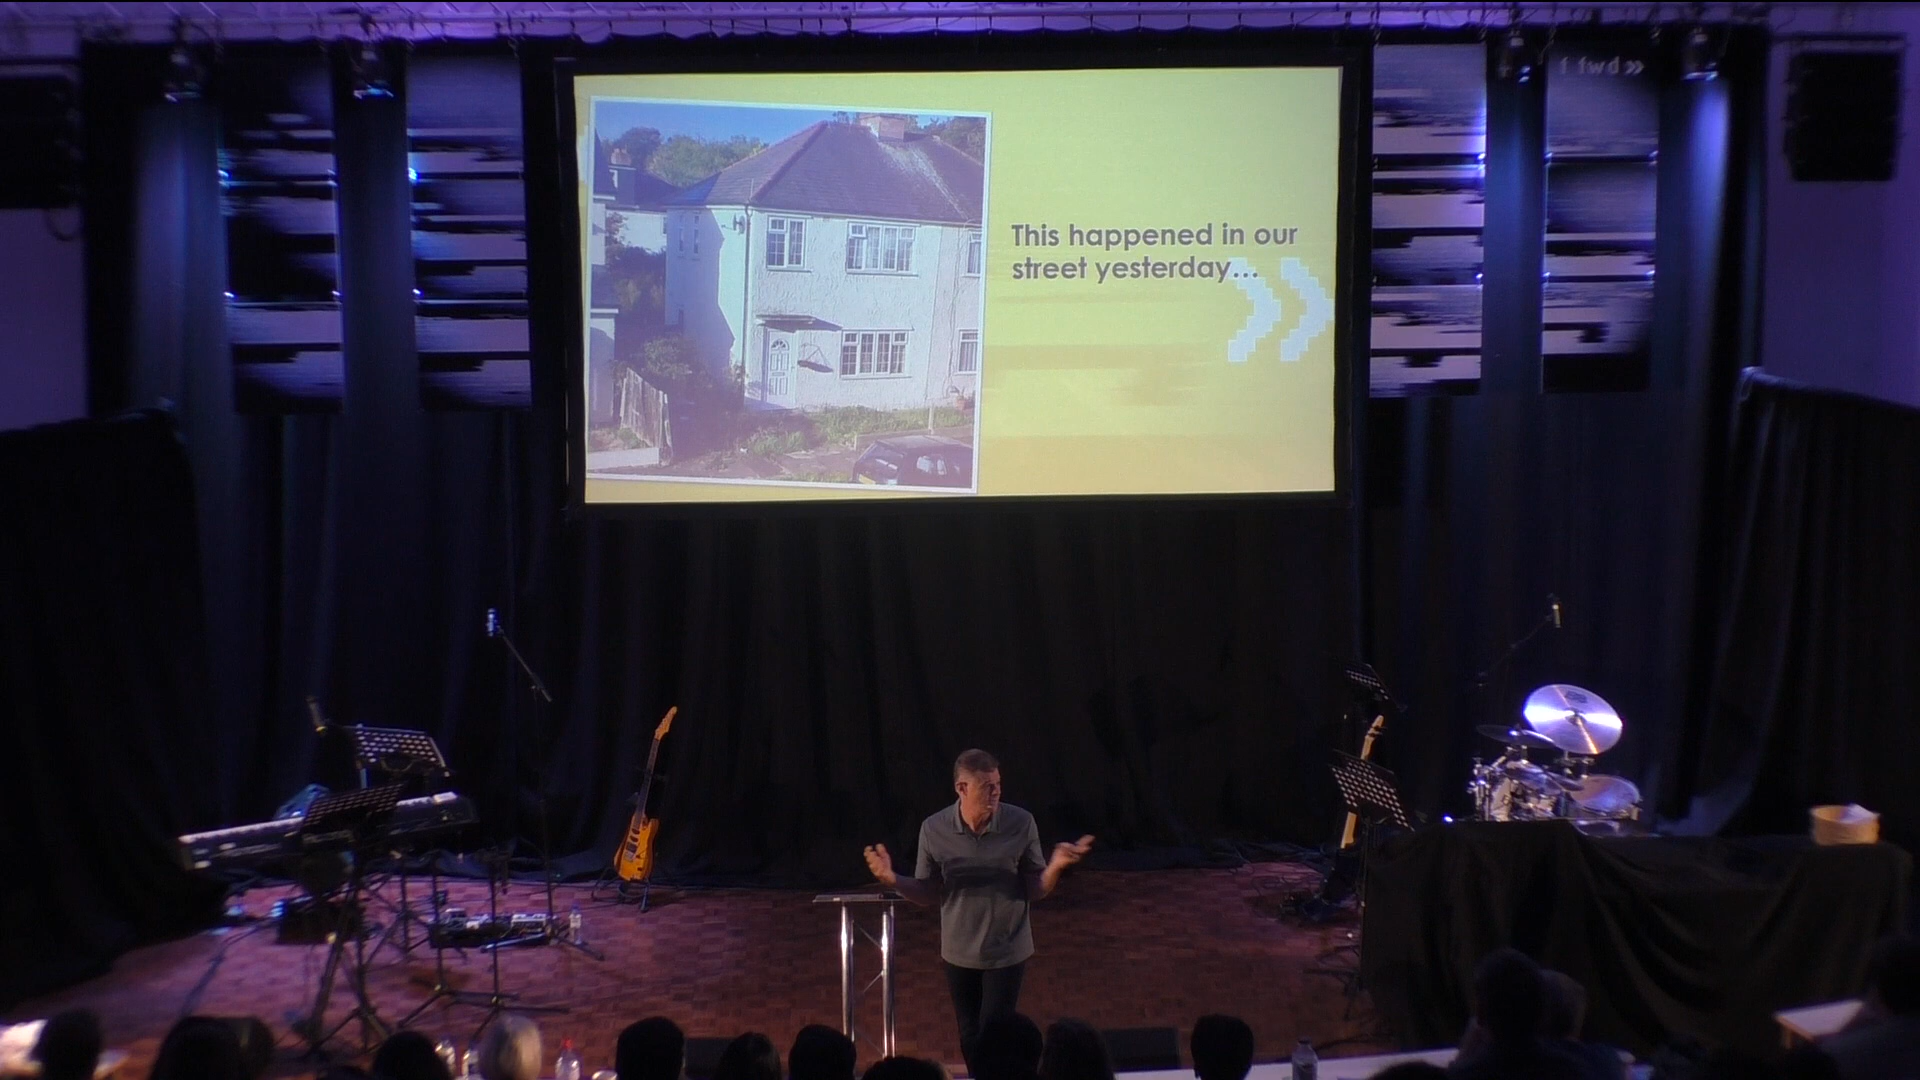 fwd»
This happened in our
street yesterday…